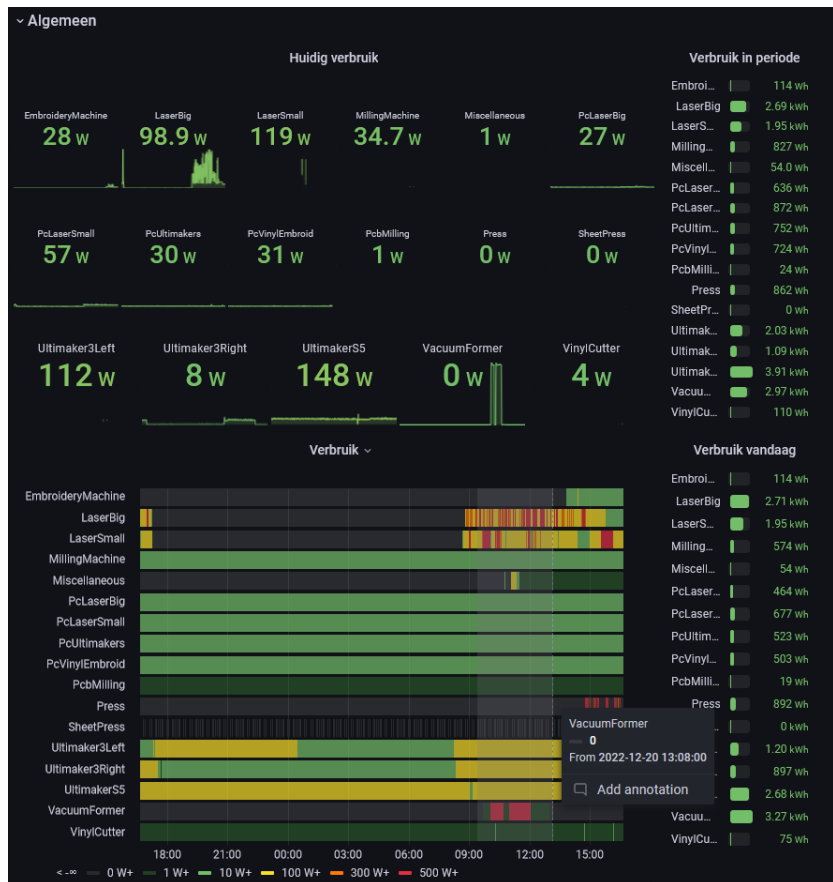 Algemeen
Huidig verbruik
EmbroideryMachine LaserBig LaserSmall MillingMachine Miscellaneous PcLaserBig
28 W 98.9 W 119 W 34.7 W 1 W 27 W
PcLaserSmall PcUltimakers PcVinylEmbroid PcbMilling Press SheetPress
57 W 30 W 31 W 1 W 0 W 0 W
Ultimaker3Left Ultimaker3Right UltimakerS5 VacuumFormer VinylCutter
112 W 8 W 148 W 0 W 4 W
Verbruik in periode
Embroi... 114 Wh
LaserBig 2.69 kWh
LaserS... 1.95 kWh
Milling... 827 Wh
Miscell... 54.0 Wh
PcLaser... 636 Wh
PcLaser... 872 Wh
PcUltim... 752 Wh
PcVinyl... 724 Wh
PcbMilli... 24 Wh
Press 862 Wh
SheetPr... 0 Wh
Ultimak... 2.03 kWh
Ultimak... 1.09 kWh
Ultimak... 3.91 kWh
Vacuu... 2.97 kWh
VinylCu... 110 Wh
Verbruik
EmbroideryMachine
LaserBig
LaserSmall
MillingMachine
Miscellaneous
PcLaserBig
PcLaserSmall
PcUltimakers
PcVinylEmbroid
PcbMilling
Press
SheetPress
Ultimaker3Left
Ultimaker3Right
UltimakerS5
VacuumFormer
VinylCutter
18:00 21:00 00:00 03:00 06:00 09:00 12:00 15:00
< -∞ 0 W+ 1 W+ 10 W+ 100 W+ 300 W+ 500 W+
VacuumFormer
0
From 2022-12-20 13:08:00
Add annotation
Verbruik vandaag
Embroi... 114 Wh
LaserBig 2.71 kWh
LaserS... 1.95 kWh
Milling... 574 Wh
Miscell... 54 Wh
PcLaser... 464 Wh
PcLaser... 677 Wh
PcUltim... 523 Wh
PcVinyl... 503 Wh
PcbMilli... 19 Wh
Press 892 Wh
0 kWh
1.20 kWh
897 Wh
2.68 kWh
Vacuu... 3.27 kWh
VinylCu... 75 Wh